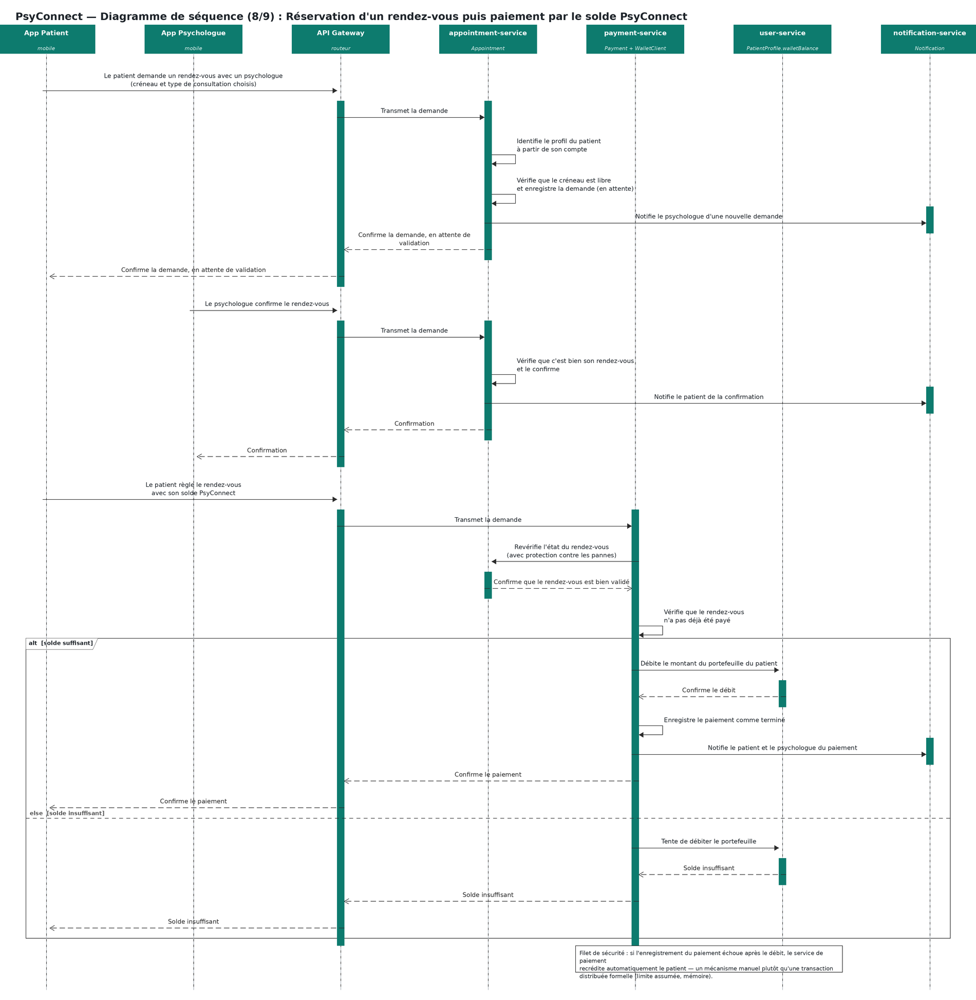 PsyConnect — Diagramme de séquence (8/9) : Réservation d'un rendez-vous puis paiement par le solde PsyConnect
App Patient
mobile
App Psychologue
mobile
API Gateway
routeur
appointment-service
Appointment
payment-service
Payment + WalletClient
user-service
PatientProfile.walletBalance
notification-service
Notification
Le patient demande un rendez-vous avec un psychologue
(créneau et type de consultation choisis)
Transmet la demande
Identifie le profil du patient
à partir de son compte
Vérifie que le créneau est libre
et enregistre la demande (en attente)
Notifie le psychologue d'une nouvelle demande
Confirme la demande, en attente de
validation
Confirme la demande, en attente de validation
Le psychologue confirme le rendez-vous
Transmet la demande
Vérifie que c'est bien son rendez-vous
et le confirme
Notifie le patient de la confirmation
Confirmation
Confirmation
Le patient règle le rendez-vous
avec son solde PsyConnect
Transmet la demande
Revérifie l'état du rendez-vous
(avec protection contre les pannes)
Confirme que le rendez-vous est bien validé
Vérifie que le rendez-vous
n'a pas déjà été payé
alt  [solde suffisant]
Débite le montant du portefeuille du patient
Confirme le débit
Enregistre le paiement comme terminé
Notifie le patient et le psychologue du paiement
Confirme le paiement
Confirme le paiement
else  [solde insuffisant]
Tente de débiter le portefeuille
Solde insuffisant
Solde insuffisant
Solde insuffisant
Filet de sécurité : si l'enregistrement du paiement échoue après le débit, le service de
paiement
recrédite automatiquement le patient — un mécanisme manuel plutôt qu'une transaction
distribuée formelle (limite assumée, mémoire).